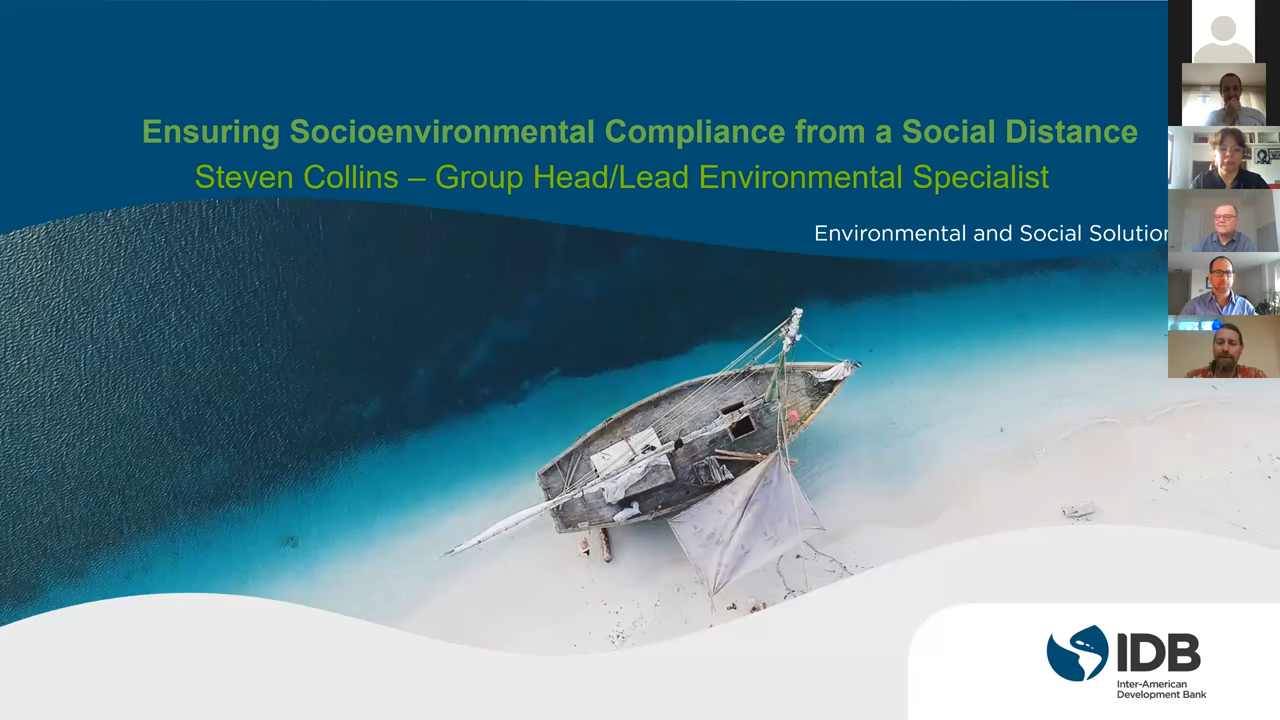 Ensuring Socioenvironmental Compliance from a Social Distance
Steven Collins – Group Head/Lead Environmental Specialist
Environmental and Social Solution
IDB
Inter-American
Development Bank